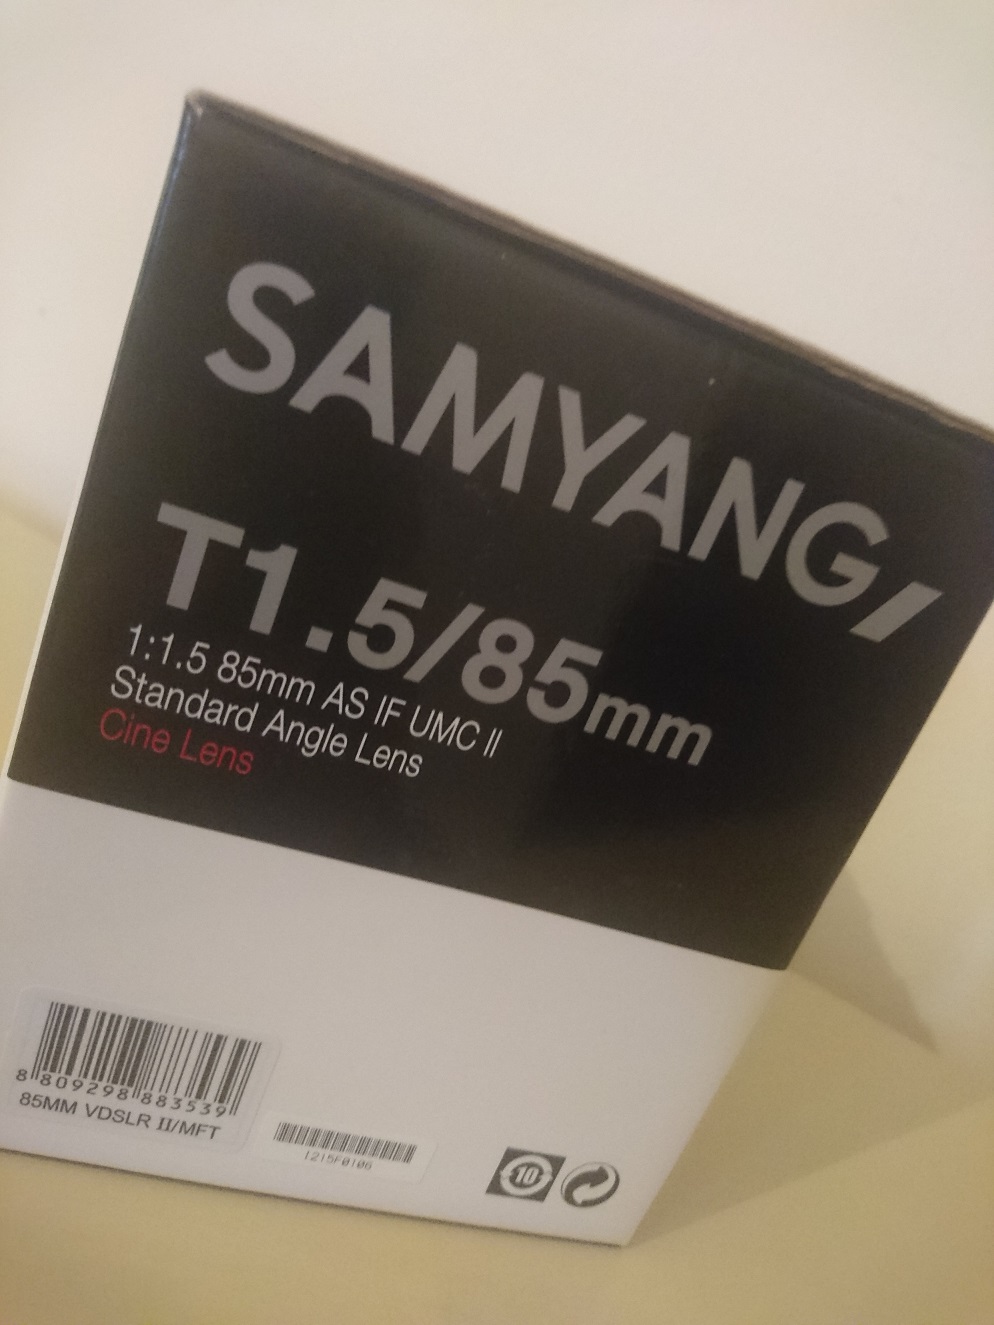 SAMYANG
T1.5/85mm
1:1.5 85mm AS IF UMC II
Standard Angle Lens
Cine Lens
8 809298 883539
85MM VDSLR II/MFT
1215F0106
10